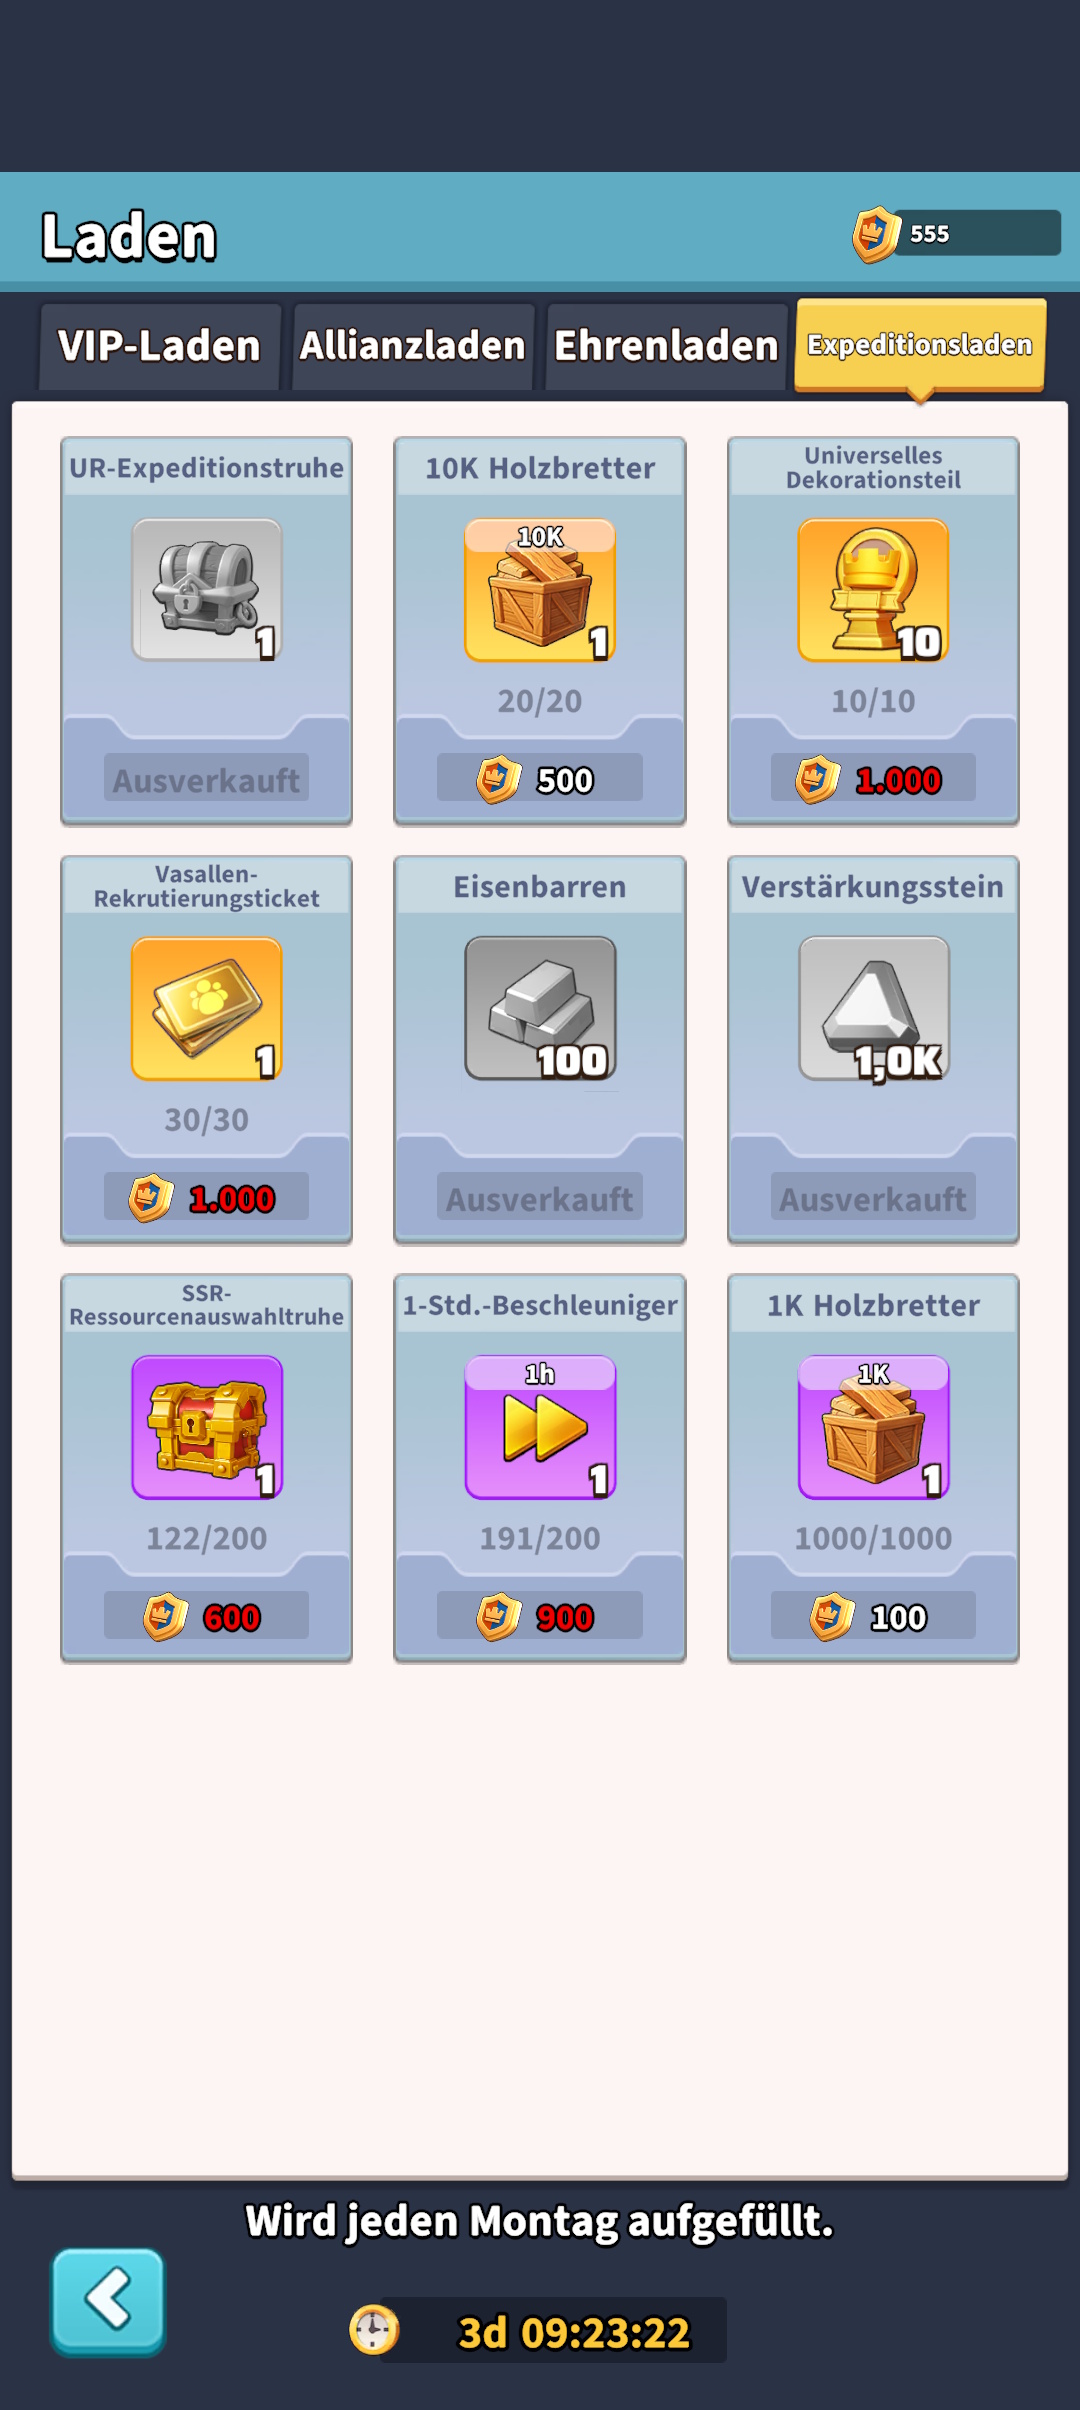 Laden
555
VIP-Laden
Allianzladen
Ehrenladen
Expeditionsladen
UR-Expeditionstruhe
1
Ausverkauft
10K Holzbretter
10K
1
20/20
500
Universelles
Dekorationsteil
10
10/10
1.000
Vasallen-
Rekrutierungsticket
1
30/30
1.000
Eisenbarren
100
Ausverkauft
Verstärkungsstein
1,0K
Ausverkauft
SSR-
Ressourcenauswahltruhe
1
122/200
600
1-Std.-Beschleuniger
1h
1
191/200
900
1K Holzbretter
1K
1
1000/1000
100
Wird jeden Montag aufgefüllt.
3d 09:23:22